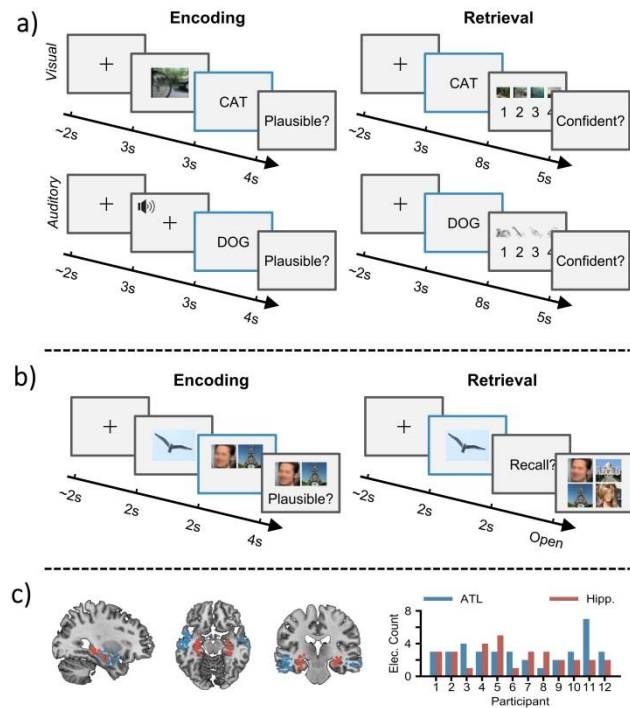 a)
Encoding
Retrieval
Visual
+
CAT
Plausible?
~2s
3s
3s
4s
+
CAT
1 2 3 4
Confident?
~2s
3s
8s
5s
Auditory
+
+
DOG
Plausible?
~2s
3s
3s
4s
+
DOG
1 2 3 4
Confident?
~2s
3s
8s
5s
b)
Encoding
Retrieval
+
Plausible?
~2s
2s
2s
4s
+
Recall?
~2s
2s
2s
Open
c)
ATL
Hipp.
Elec. Count
8
4
0
1 2 3 4 5 6 7 8 9 10 11 12
Participant